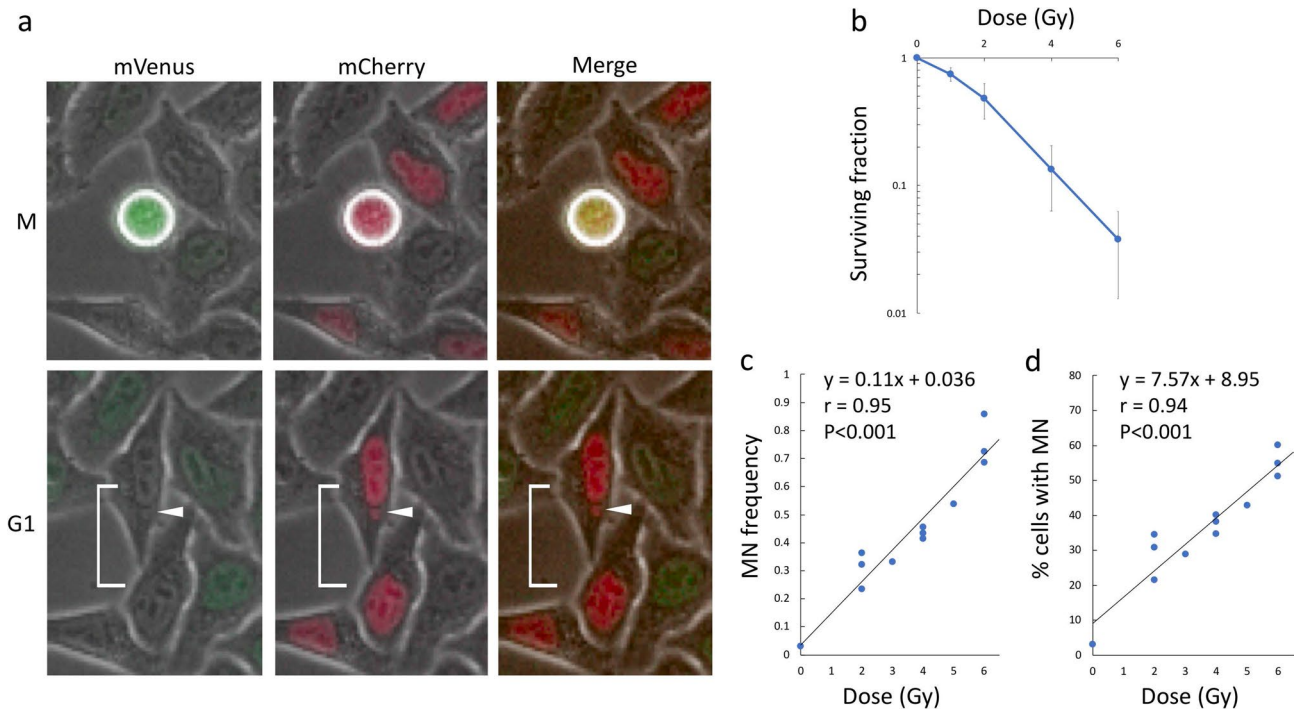 a
mVenus
mCherry
Merge
M
G1
b
Dose (Gy)
0
2
4
6
1
0.1
0.01
Surviving fraction
c
y = 0.11x + 0.036
r = 0.95
P<0.001
1
0.9
0.8
0.7
0.6
0.5
0.4
0.3
0.2
0.1
0
MN frequency
0
1
2
3
4
5
6
Dose (Gy)
d
y = 7.57x + 8.95
r = 0.94
P<0.001
80
70
60
50
40
30
20
10
0
% cells with MN
0
1
2
3
4
5
6
Dose (Gy)